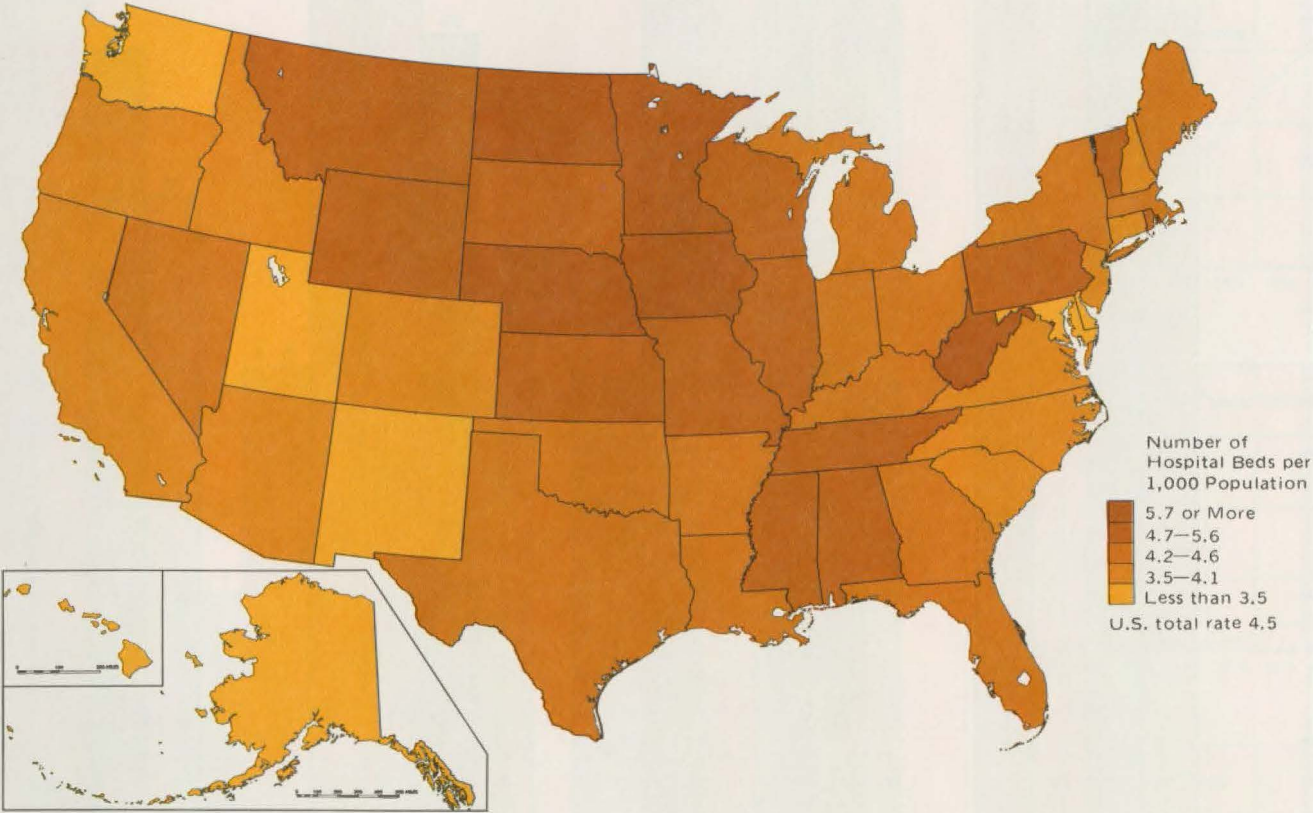 Number of
Hospital Beds per
1,000 Population
5.7 or More
4.7—5.6
4.2—4.6
3.5—4.1
Less than 3.5
U.S. total rate 4.5